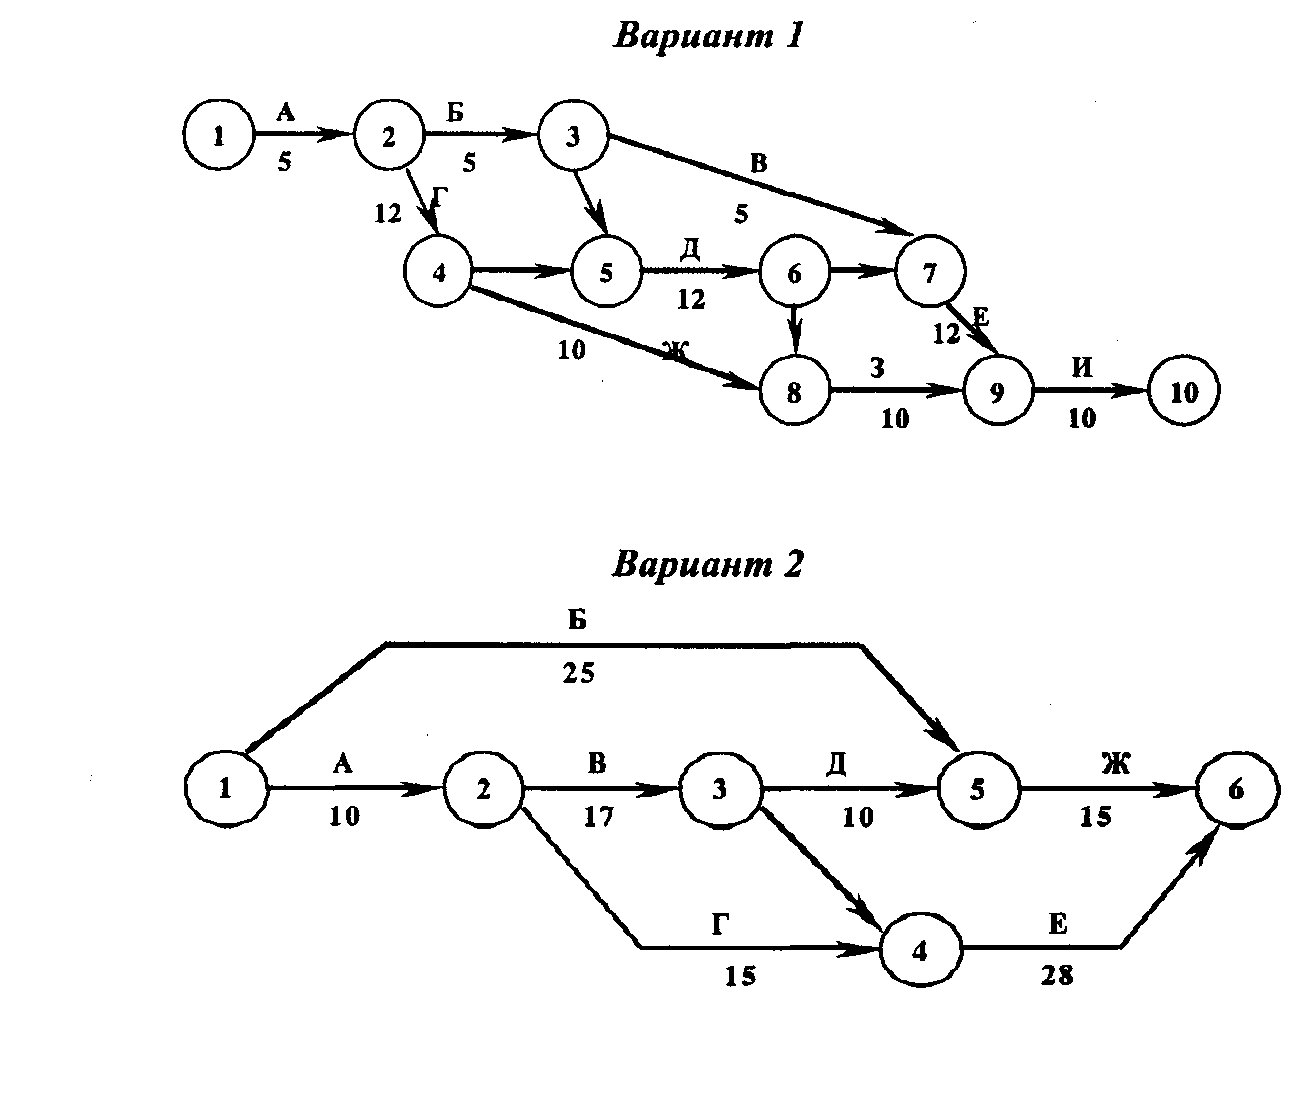 Вариант 1
А Б
1 2 3
5 5
В
Г
12 5
Д
4 5 6 7
12
Е
12
10 Ж
З И
8 9 10
10 10
Вариант 2
Б
25
А В Д Ж
1 2 3 5 6
10 17 10 15
Г Е
4
15 28